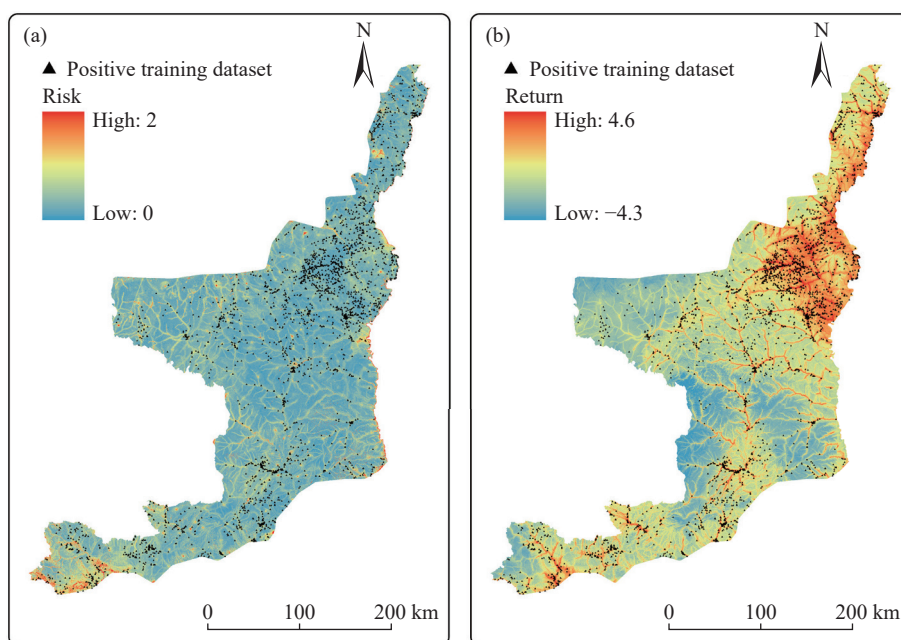 (a)
N
▲ Positive training dataset
Risk
High: 2
Low: 0
0 100 200 km
(b)
N
▲ Positive training dataset
Return
High: 4.6
Low: −4.3
0 100 200 km